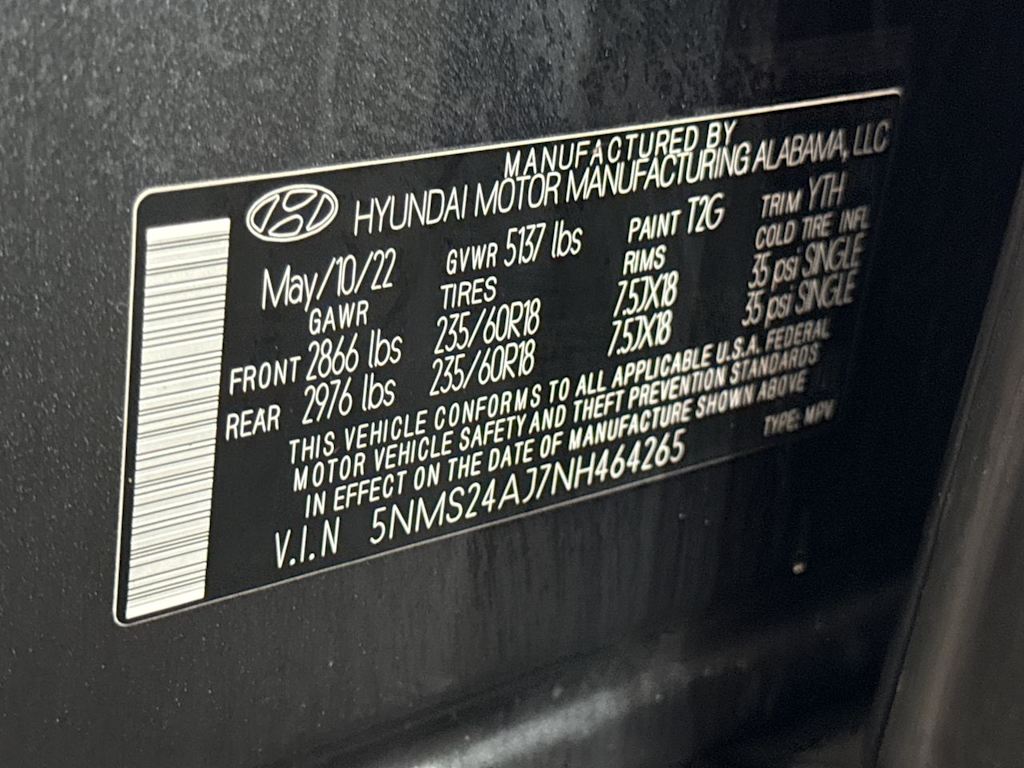 MANUFACTURED BY
HYUNDAI MOTOR MANUFACTURING ALABAMA, LLC
May/10/22 GVWR 5137 lbs PAINT T2G TRIM YTH
GAWR TIRES RIMS COLD TIRE INFL
FRONT 2866 lbs 235/60R18 7.5JX18 35 psi SINGLE
REAR 2976 lbs 235/60R18 7.5JX18 35 psi SINGLE
THIS VEHICLE CONFORMS TO ALL APPLICABLE U.S.A. FEDERAL
MOTOR VEHICLE SAFETY AND THEFT PREVENTION STANDARDS
IN EFFECT ON THE DATE OF MANUFACTURE SHOWN ABOVE
V.I.N 5NMS24AJ7NH464265 TYPE: MPV